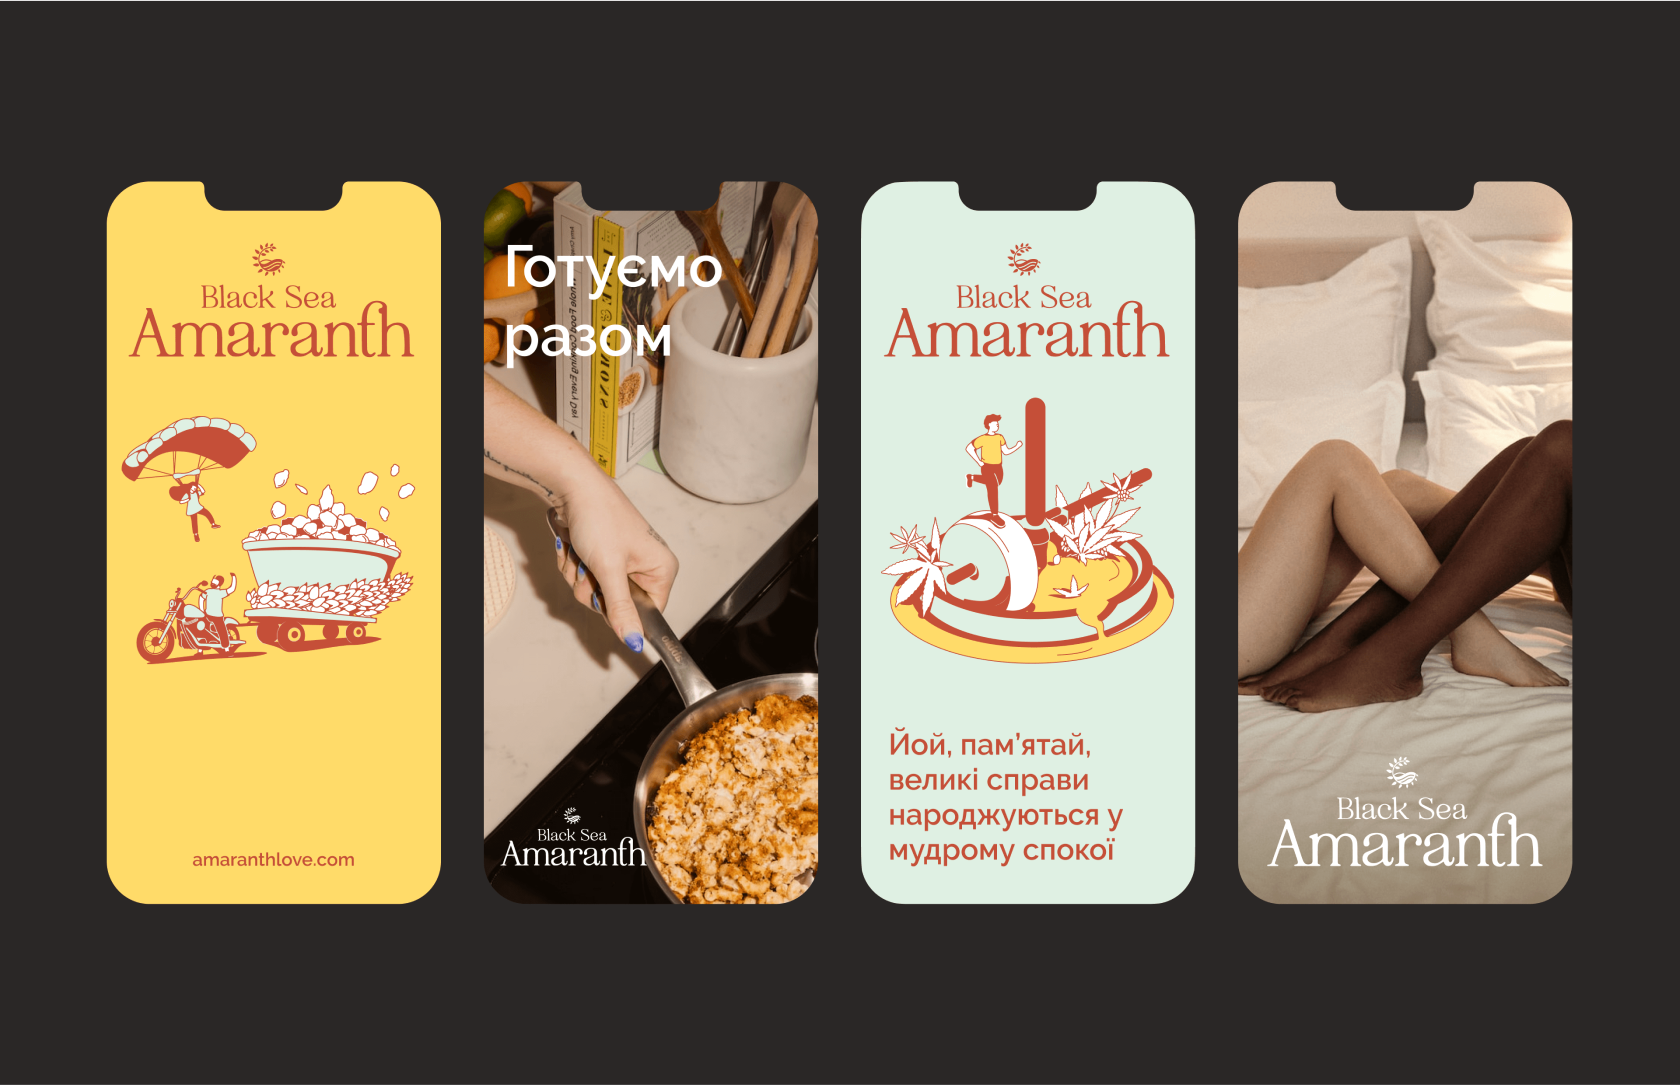 Black Sea
Amaranth
amaranthlove.com
Готуємо
разом
Black Sea
Amaranth
Black Sea
Amaranth
Йой, пам’ятай,
великі справи
народжуються у
мудрому спокої
Black Sea
Amaranth